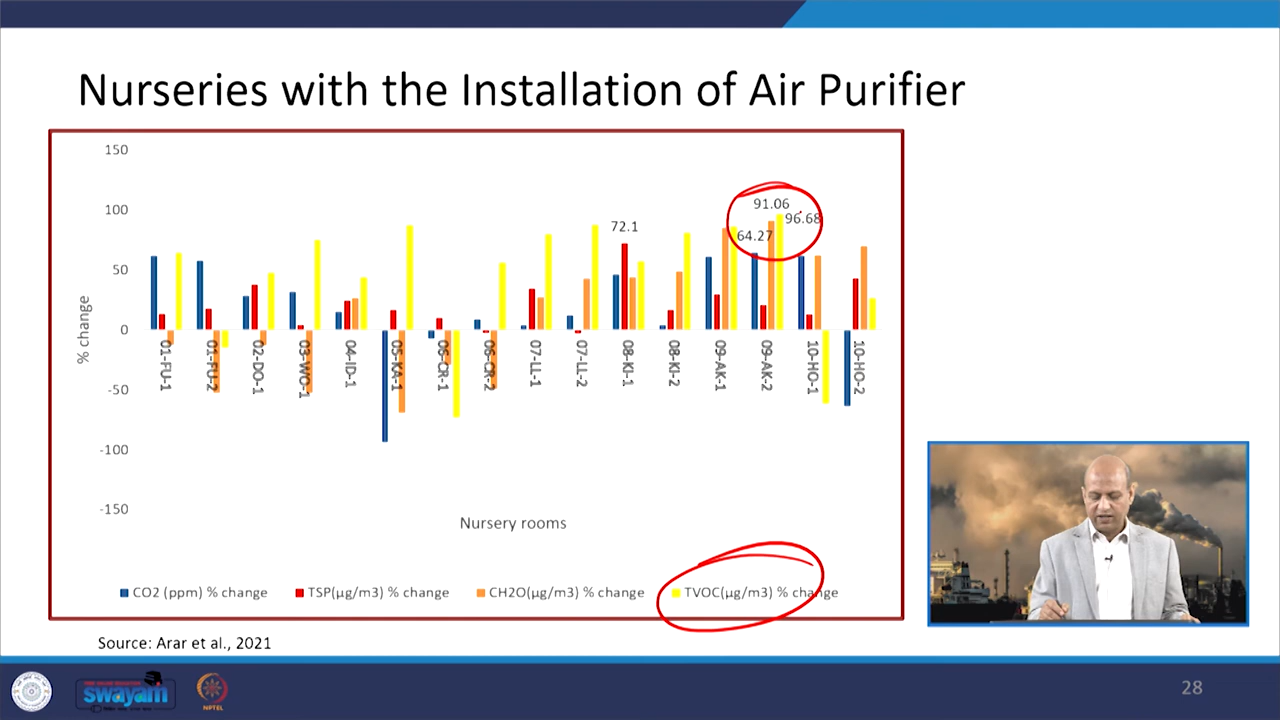 Nurseries with the Installation of Air Purifier
150
100
50
0
-50
-100
-150
% change
72.1
91.06
96.68
64.27
01-FU-1
01-FU-2
02-DO-1
03-WO-1
04-ID-1
05-KA-1
06-CR-1
06-CR-2
07-LL-1
07-LL-2
08-KI-1
08-KI-2
09-AK-1
09-AK-2
10-HO-1
10-HO-2
Nursery rooms
CO2 (ppm) % change
TSP(µg/m3) % change
CH2O(µg/m3) % change
TVOC(µg/m3) % change
Source: Arar et al., 2021
swayam
NPTEL
28